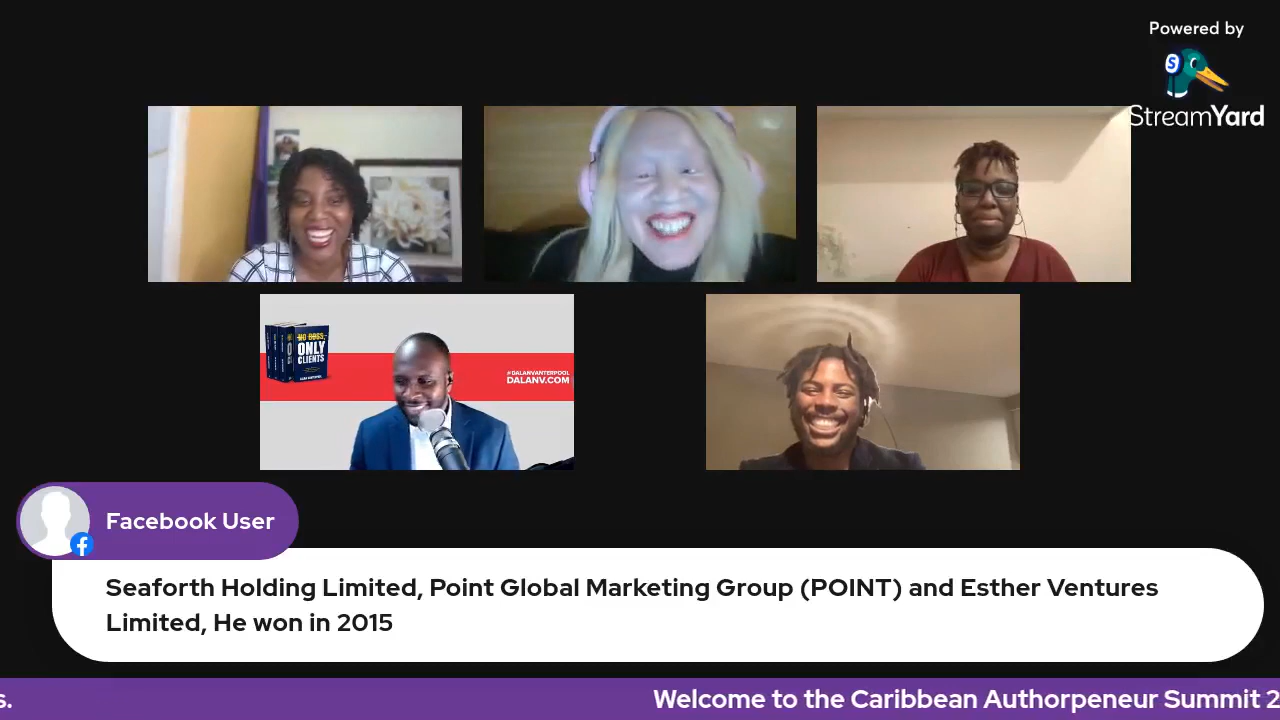 Powered by
StreamYard
NO BOSS,
ONLY
CLIENTS
#DALANVANTERPOOL
DALANV.COM
Facebook User
Seaforth Holding Limited, Point Global Marketing Group (POINT) and Esther Ventures
Limited, He won in 2015
s.
Welcome to the Caribbean Authorpeneur Summit 2